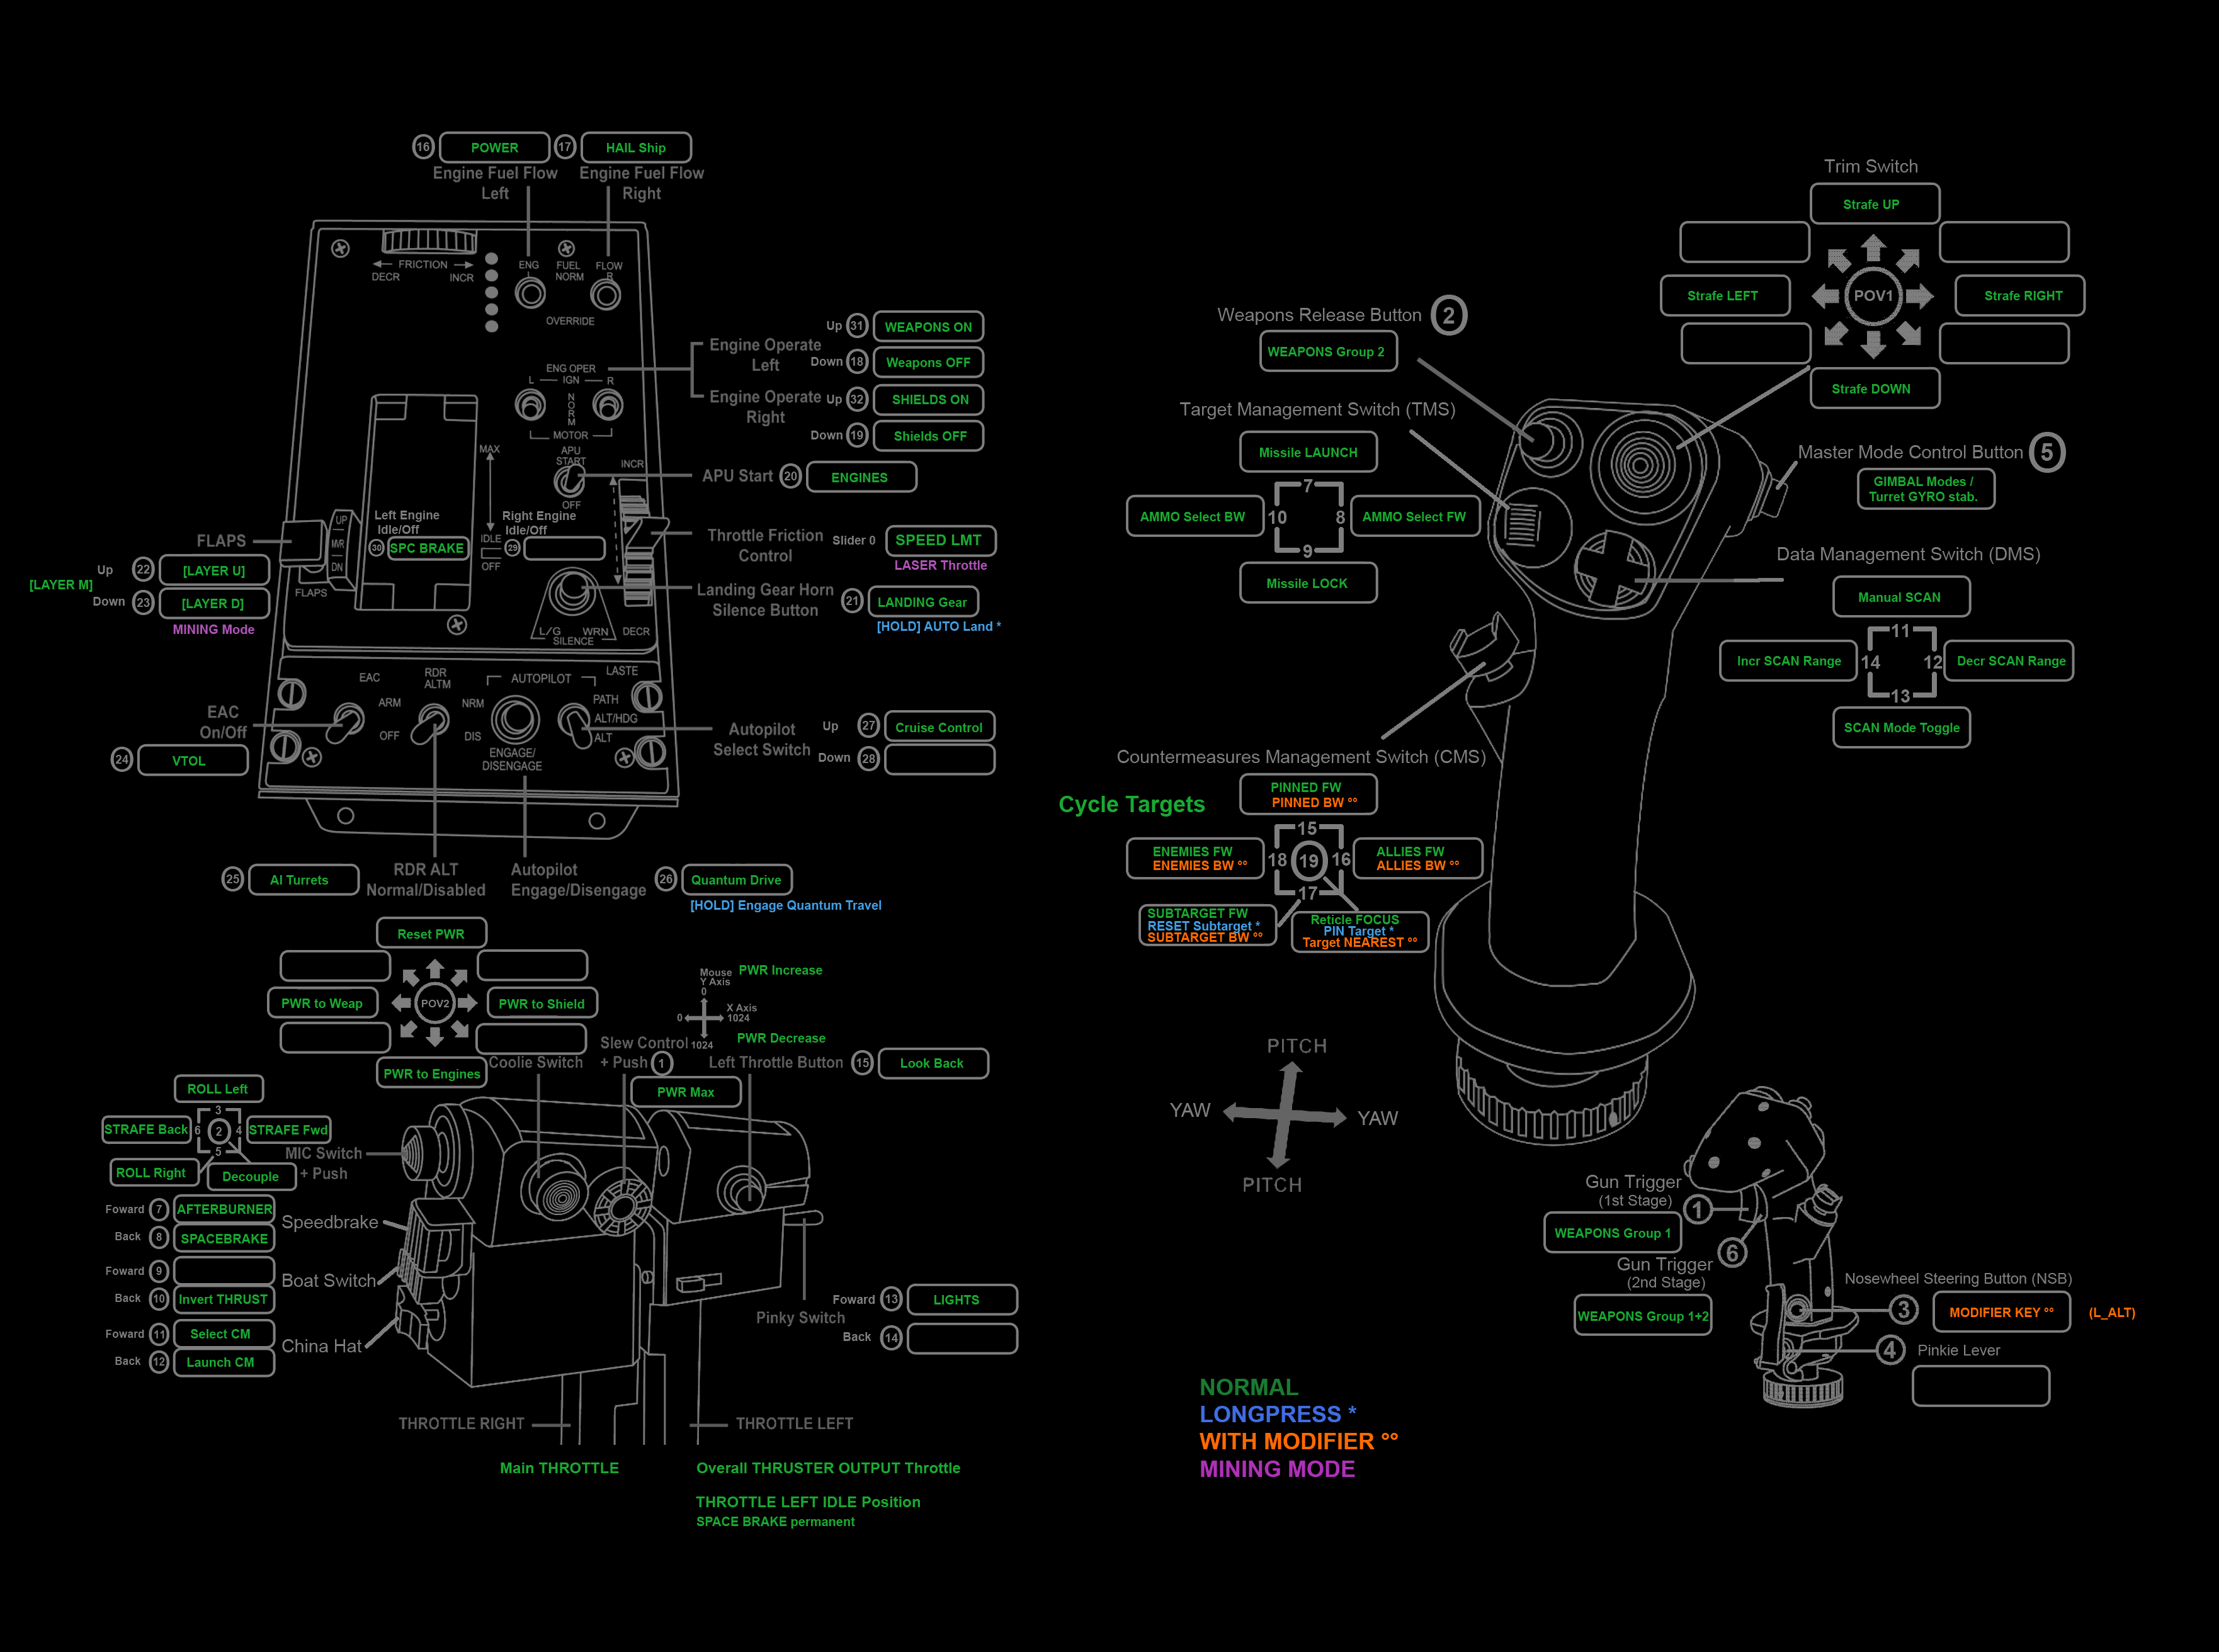 16 POWER 17 HAIL Ship
Engine Fuel Flow Left
Engine Fuel Flow Right
FRICTION
DECR INCR
ENG L FUEL NORM FLOW R
OVERRIDE
ENG OPER
L IGN R
NORM
MOTOR
APU START
OFF
INCR
MAX
IDLE
OFF
Engine Operate Left
Up 31 WEAPONS ON
Down 18 Weapons OFF
Engine Operate Right
Up 32 SHIELDS ON
Down 19 Shields OFF
APU Start 20 ENGINES
Left Engine Idle/Off
30 SPC BRAKE
Right Engine Idle/Off
29
Throttle Friction Control
Slider 0 SPEED LMT
LASER Throttle
Landing Gear Horn Silence Button
21 LANDING Gear
[HOLD] AUTO Land *
FLAPS
UP
MVR
DN
FLAPS
Up 22 [LAYER U]
[LAYER M]
Down 23 [LAYER D]
MINING Mode
L/G WRN
SILENCE
DECR
EAC
RDR ALTM
AUTOPILOT
LASTE
ARM
NRM
PATH
ALT/HDG
OFF
DIS
ALT
ENGAGE/
DISENGAGE
EAC
On/Off
24 VTOL
Autopilot
Select Switch
Up 27 Cruise Control
Down 28
25 AI Turrets
RDR ALT
Normal/Disabled
Autopilot
Engage/Disengage
26 Quantum Drive
[HOLD] Engage Quantum Travel
Reset PWR
PWR to Weap POV2 PWR to Shield
PWR to Engines
Coolie Switch
Mouse
Y Axis
0
PWR Increase
0 X Axis
1024
1024
PWR Decrease
Slew Control
+ Push 1
PWR Max
Left Throttle Button 15 Look Back
ROLL Left
3
STRAFE Back 6 2 4 STRAFE Fwd
5
ROLL Right Decouple
MIC Switch
+ Push
Foward 7 AFTERBURNER
Back 8 SPACEBRAKE
Speedbrake
Foward 9
Back 10 Invert THRUST
Boat Switch
Foward 11 Select CM
Back 12 Launch CM
China Hat
Pinky Switch
Foward 13 LIGHTS
Back 14
THROTTLE RIGHT
THROTTLE LEFT
Main THROTTLE
Overall THRUSTER OUTPUT Throttle
THROTTLE LEFT IDLE Position
SPACE BRAKE permanent
Trim Switch
Strafe UP
Strafe LEFT POV1 Strafe RIGHT
Strafe DOWN
Weapons Release Button 2
WEAPONS Group 2
Target Management Switch (TMS)
Missile LAUNCH
7
AMMO Select BW 10 8 AMMO Select FW
9
Missile LOCK
Master Mode Control Button 5
GIMBAL Modes /
Turret GYRO stab.
Data Management Switch (DMS)
Manual SCAN
11
Incr SCAN Range 14 12 Decr SCAN Range
13
SCAN Mode Toggle
Countermeasures Management Switch (CMS)
Cycle Targets
PINNED FW
PINNED BW °°
15
ENEMIES FW
ENEMIES BW °°
18 19 16
ALLIES FW
ALLIES BW °°
17
SUBTARGET FW
RESET Subtarget *
SUBTARGET BW °°
Reticle FOCUS
PIN Target *
Target NEAREST °°
PITCH
YAW YAW
PITCH
Gun Trigger
(1st Stage)
1
WEAPONS Group 1
6
Gun Trigger
(2nd Stage)
WEAPONS Group 1+2
Nosewheel Steering Button (NSB)
3 MODIFIER KEY °° (L_ALT)
4 Pinkie Lever
NORMAL
LONGPRESS *
WITH MODIFIER °°
MINING MODE